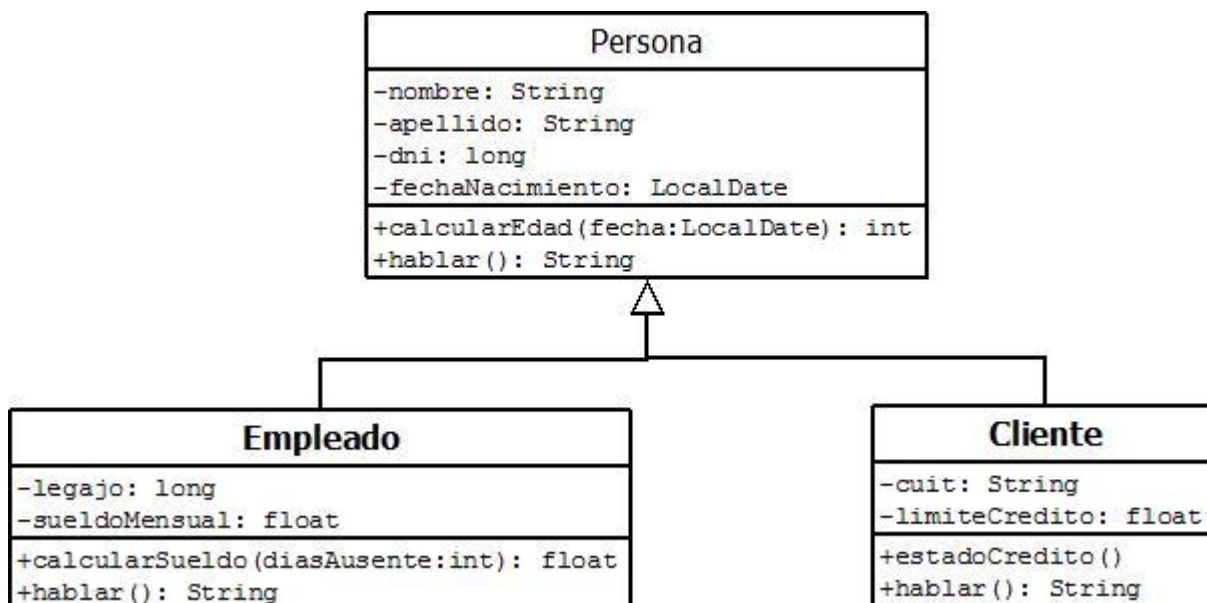 Persona
-nombre: String
-apellido: String
-dni: long
-fechaNacimiento: LocalDate
+calcularEdad(fecha:LocalDate): int
+hablar(): String
Empleado
-legajo: long
-sueldoMensual: float
+calcularSueldo(diasAusente:int): float
+hablar(): String
Cliente
-cuit: String
-limiteCredito: float
+estadoCredito()
+hablar(): String